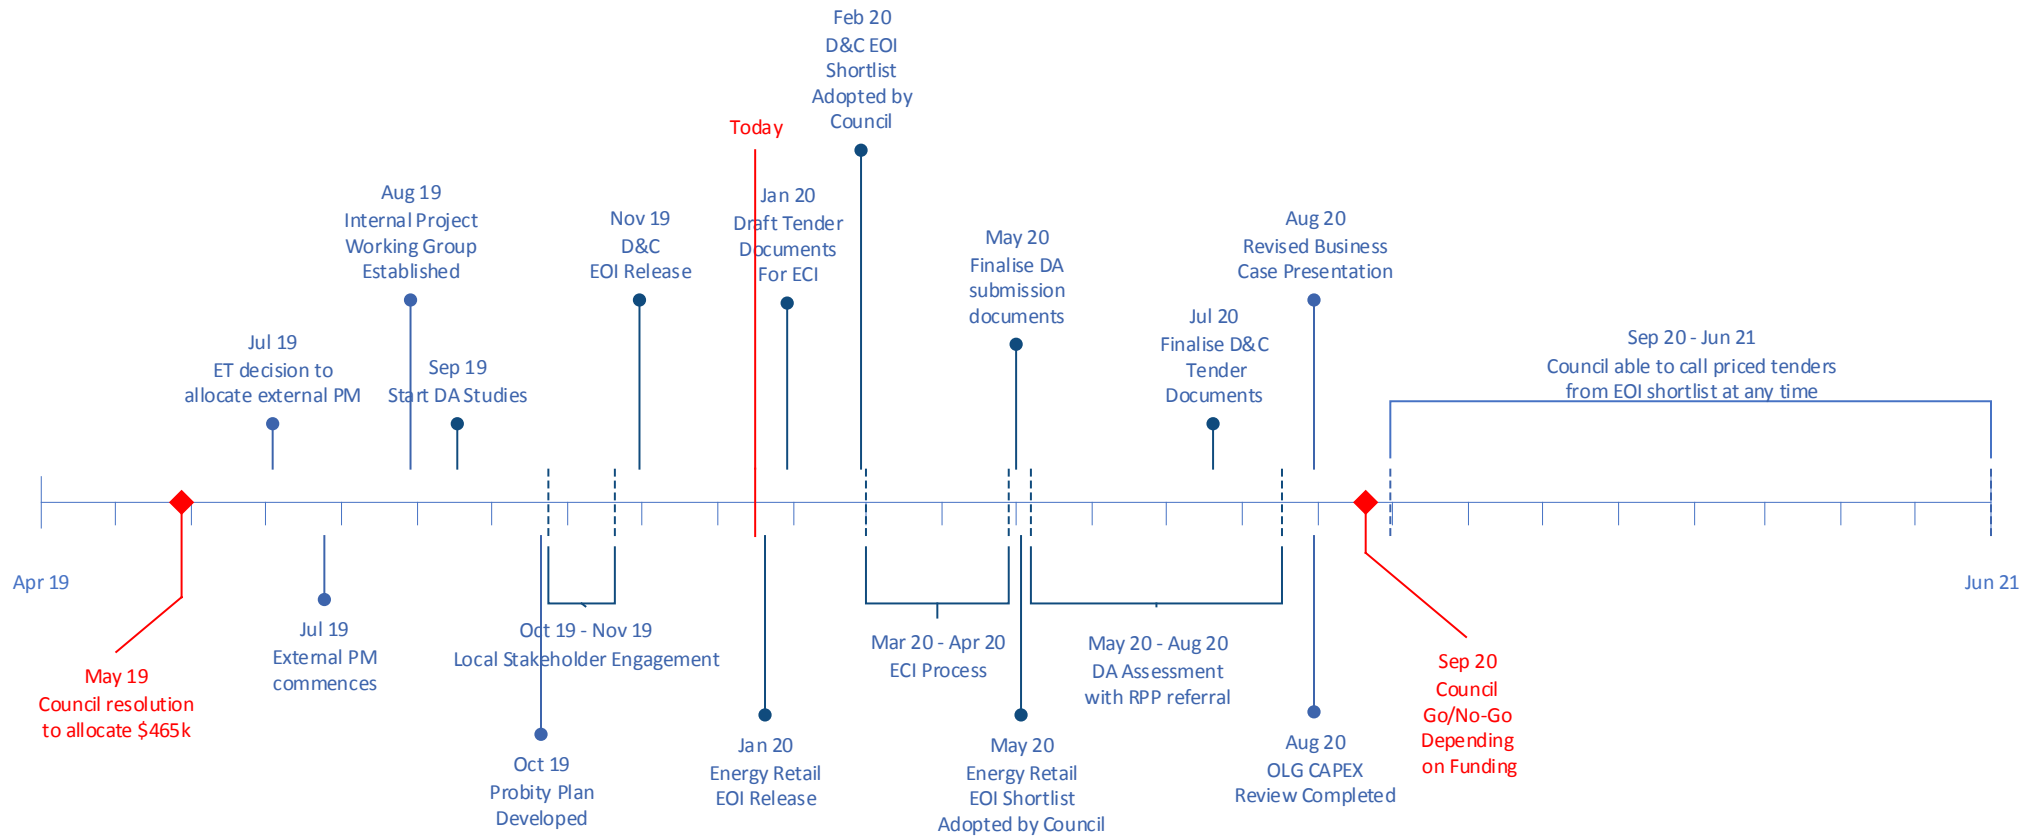 Feb 20
D&C EOI
Shortlist
Adopted by
Council
Today
Aug 19
Internal Project
Working Group
Established
Nov 19
D&C
EOI Release
Jan 20
Draft Tender
Documents
For ECI
May 20
Finalise DA
submission
documents
Aug 20
Revised Business
Case Presentation
Jul 19
ET decision to
allocate external PM
Sep 19
Start DA Studies
Jul 20
Finalise D&C
Tender
Documents
Sep 20 - Jun 21
Council able to call priced tenders
from EOI shortlist at any time
Apr 19
Jun 21
May 19
Council resolution
to allocate $465k
Jul 19
External PM
commences
Oct 19 - Nov 19
Local Stakeholder Engagement
Oct 19
Probity Plan
Developed
Jan 20
Energy Retail
EOI Release
Mar 20 - Apr 20
ECI Process
May 20
Energy Retail
EOI Shortlist
Adopted by Council
May 20 - Aug 20
DA Assessment
with RPP referral
Aug 20
OLG CAPEX
Review Completed
Sep 20
Council
Go/No-Go
Depending
on Funding